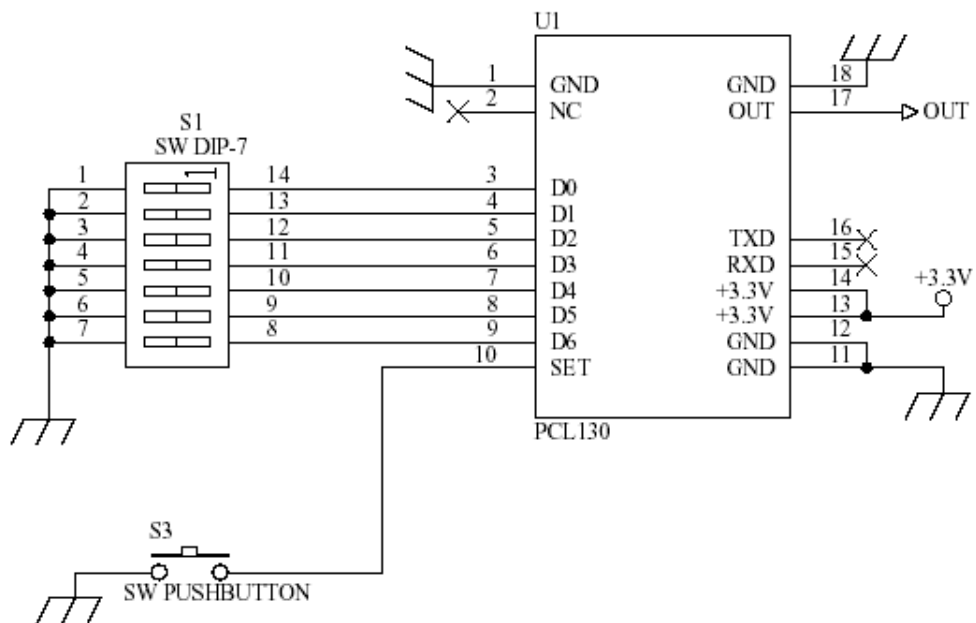 U1
1 GND GND 18
2 NC OUT 17 OUT
S1
SW DIP-7
1
1 14 3 D0
2 13 4 D1
3 12 5 D2 TXD 16
4 11 6 D3 RXD 15
5 10 7 D4 +3.3V 14 +3.3V
6 9 8 D5 +3.3V 13
7 8 9 D6 GND 12
10 SET GND 11
PCL130
S3
SW PUSHBUTTON